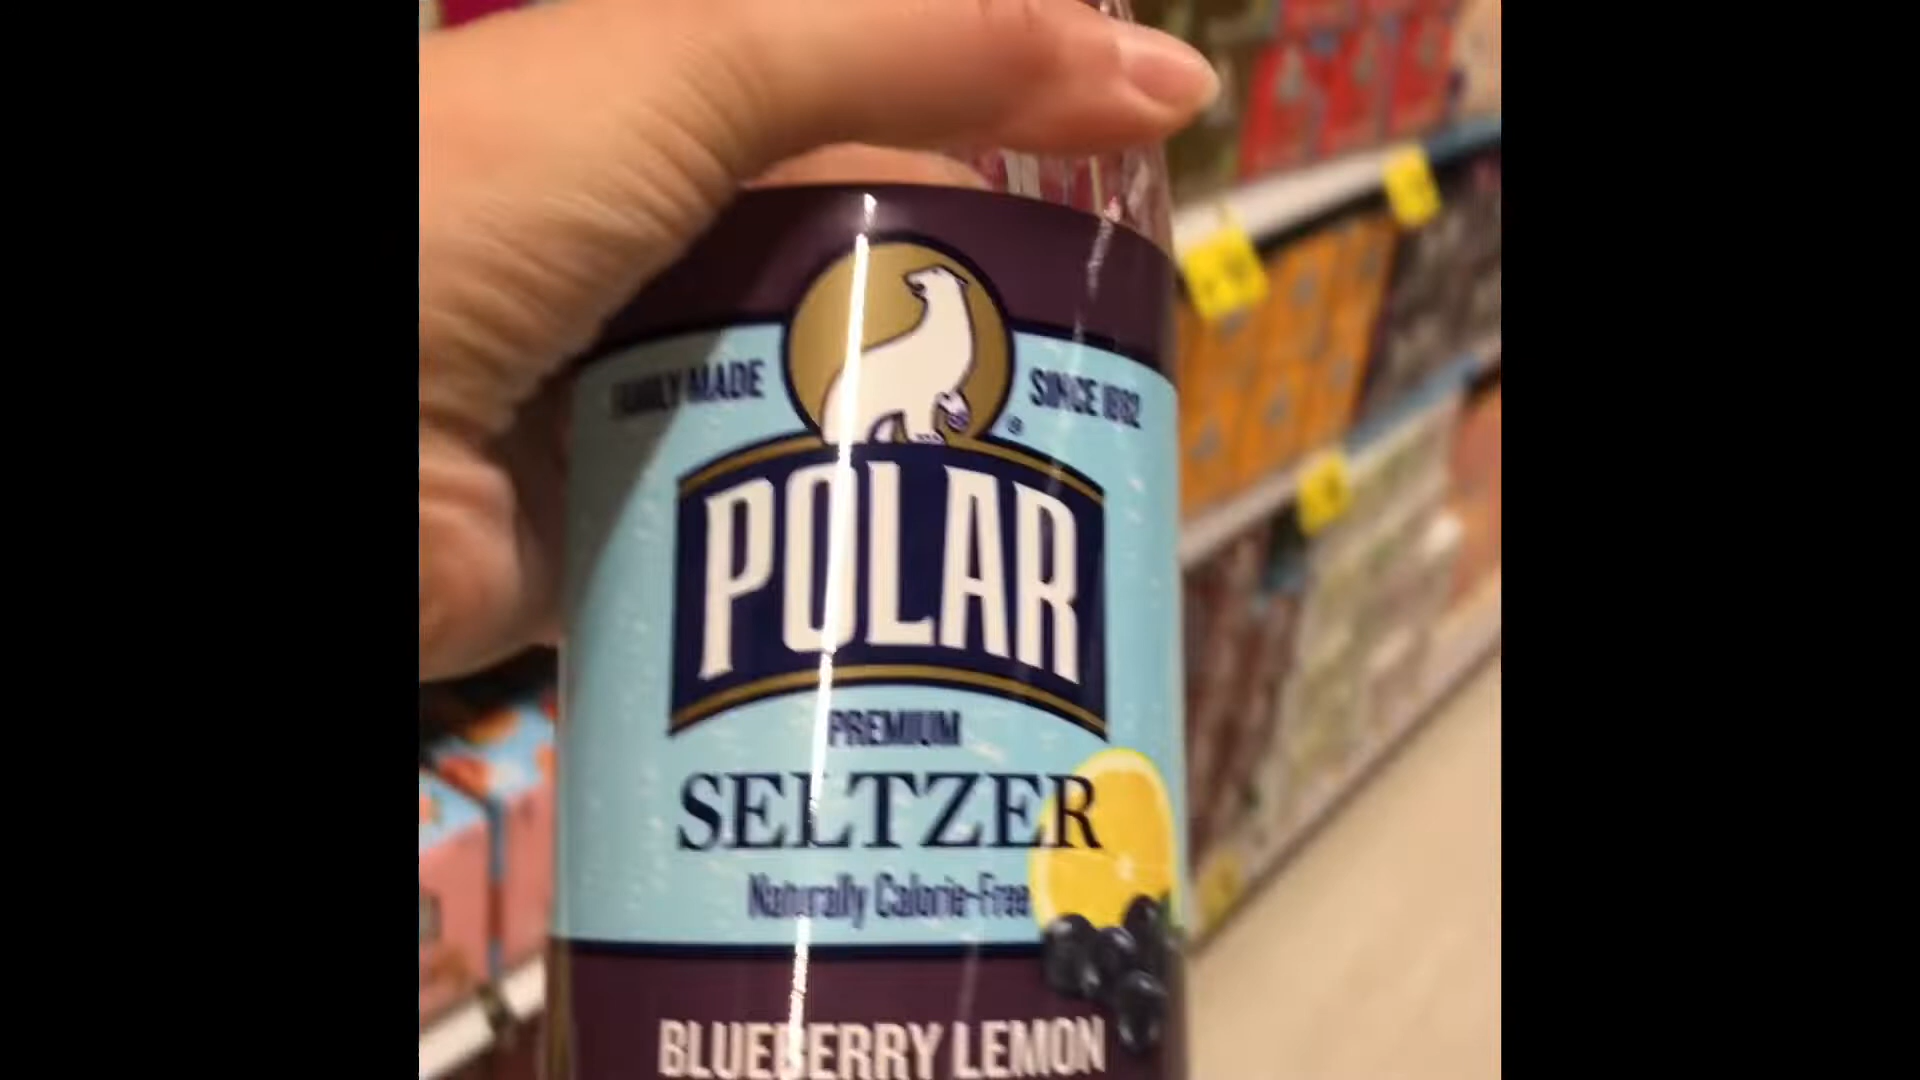 FAMILY MADE
SINCE 1882
®
POLAR
PREMIUM
SELTZER
Naturally Calorie-Free
BLUEBERRY LEMON